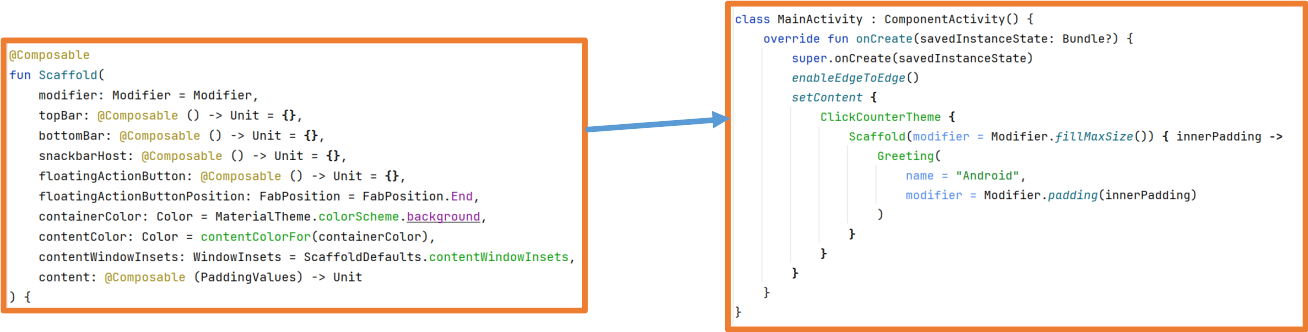 @Composable
fun Scaffold(
    modifier: Modifier = Modifier,
    topBar: @Composable () -> Unit = {},
    bottomBar: @Composable () -> Unit = {},
    snackbarHost: @Composable () -> Unit = {},
    floatingActionButton: @Composable () -> Unit = {},
    floatingActionButtonPosition: FabPosition = FabPosition.End,
    containerColor: Color = MaterialTheme.colorScheme.background,
    contentColor: Color = contentColorFor(containerColor),
    contentWindowInsets: WindowInsets = ScaffoldDefaults.contentWindowInsets,
    content: @Composable (PaddingValues) -> Unit
) {
class MainActivity : ComponentActivity() {
    override fun onCreate(savedInstanceState: Bundle?) {
        super.onCreate(savedInstanceState)
        enableEdgeToEdge()
        setContent {
            ClickCounterTheme {
                Scaffold(modifier = Modifier.fillMaxSize()) { innerPadding ->
                    Greeting(
                        name = "Android",
                        modifier = Modifier.padding(innerPadding)
                    )
                }
            }
        }
    }
}